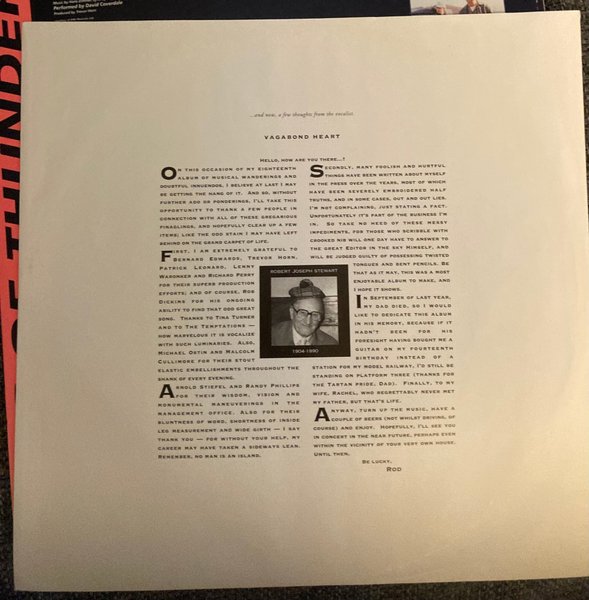 Music by Hans Zimmer
Performed by David Coverdale
Produced by Trevor Horn
OF THUNDER
...and now, a few thoughts from the vocalist.
VAGABOND HEART
HELLO, HOW ARE YOU THERE...?
ON THIS OCCASION OF MY EIGHTEENTH
ALBUM OF MUSICAL WANDERINGS AND
DOUBTFUL INNUENDOS, I BELIEVE AT LAST I MAY
BE GETTING THE HANG OF IT. AND SO, WITHOUT
FURTHER ADO OR PONDERINGS, I'LL TAKE THIS
OPPORTUNITY TO THANK A FEW PEOPLE IN
CONNECTION WITH ALL OF THESE GREGARIOUS
FINAGLINGS, AND HOPEFULLY CLEAR UP A FEW
ITEMS; LIKE THE ODD STAIN I MAY HAVE LEFT
BEHIND ON THE GRAND CARPET OF LIFE.
FIRST, I AM EXTREMELY GRATEFUL TO
BERNARD EDWARDS, TREVOR HORN,
PATRICK LEONARD, LENNY
WARONKER AND RICHARD PERRY
FOR THEIR SUPERB PRODUCTION
EFFORTS; AND OF COURSE, ROB
DICKINS FOR HIS ONGOING
ABILITY TO FIND THAT ODD GREAT
SONG. THANKS TO TINA TURNER
AND TO THE TEMPTATIONS —
HOW MARVELOUS IT IS VOCALIZE
WITH SUCH LUMINARIES. ALSO,
MICHAEL OSTIN AND MALCOLM
CULLIMORE FOR THEIR STOUT
ELASTIC EMBELLISHMENTS THROUGHOUT THE
SHANK OF EVERY EVENING.
ARNOLD STIEFEL AND RANDY PHILLIPS
FOR THEIR WISDOM, VISION AND
MONUMENTAL MANEUVERINGS IN THE
MANAGEMENT OFFICE. ALSO FOR THEIR
BLUNTNESS OF WORD, SHORTNESS OF INSIDE
LEG MEASUREMENT AND WIDE GIRTH — I SAY
THANK YOU — FOR WITHOUT YOUR HELP, MY
CAREER MAY HAVE TAKEN A SIDEWAYS LEAN.
REMEMBER, NO MAN IS AN ISLAND.
SECONDLY, MANY FOOLISH AND HURTFUL
THINGS HAVE BEEN WRITTEN ABOUT MYSELF
IN THE PRESS OVER THE YEARS, MOST OF WHICH
HAVE BEEN SEVERELY EMBROIDERED HALF
TRUTHS, AND IN SOME CASES, OUT AND OUT LIES.
I'M NOT COMPLAINING, JUST STATING A FACT.
UNFORTUNATELY IT'S PART OF THE BUSINESS I'M
IN. SO TAKE NO HEED OF THESE MESSY
IMPEDIMENTS, FOR THOSE WHO SCRIBBLE WITH
CROOKED NIB WILL ONE DAY HAVE TO ANSWER TO
THE GREAT EDITOR IN THE SKY HIMSELF, AND
WILL BE JUDGED GUILTY OF POSSESSING TWISTED
TONGUES AND BENT PENCILS. BE
THAT AS IT MAY, THIS WAS A MOST
ENJOYABLE ALBUM TO MAKE, AND
I HOPE IT SHOWS.
IN SEPTEMBER OF LAST YEAR,
MY DAD DIED, SO I WOULD
LIKE TO DEDICATE THIS ALBUM
IN HIS MEMORY, BECAUSE IF IT
HADN'T BEEN FOR HIS
FORESIGHT HAVING BOUGHT ME A
GUITAR ON MY FOURTEENTH
BIRTHDAY INSTEAD OF A
STATION FOR MY MODEL RAILWAY, I'D STILL BE
STANDING ON PLATFORM THREE (THANKS FOR
THE TARTAN PRIDE, DAD). FINALLY, TO MY
WIFE, RACHEL, WHO REGRETTABLY NEVER MET
MY FATHER, BUT THAT'S LIFE.
ANYWAY, TURN UP THE MUSIC, HAVE A
COUPLE OF BEERS (NOT WHILST DRIVING, OF
COURSE) AND ENJOY. HOPEFULLY, I'LL SEE YOU
IN CONCERT IN THE NEAR FUTURE, PERHAPS EVEN
WITHIN THE VICINITY OF YOUR VERY OWN HOUSE.
UNTIL THEN.
BE LUCKY,
ROD
ROBERT JOSEPH STEWART
1904-1990